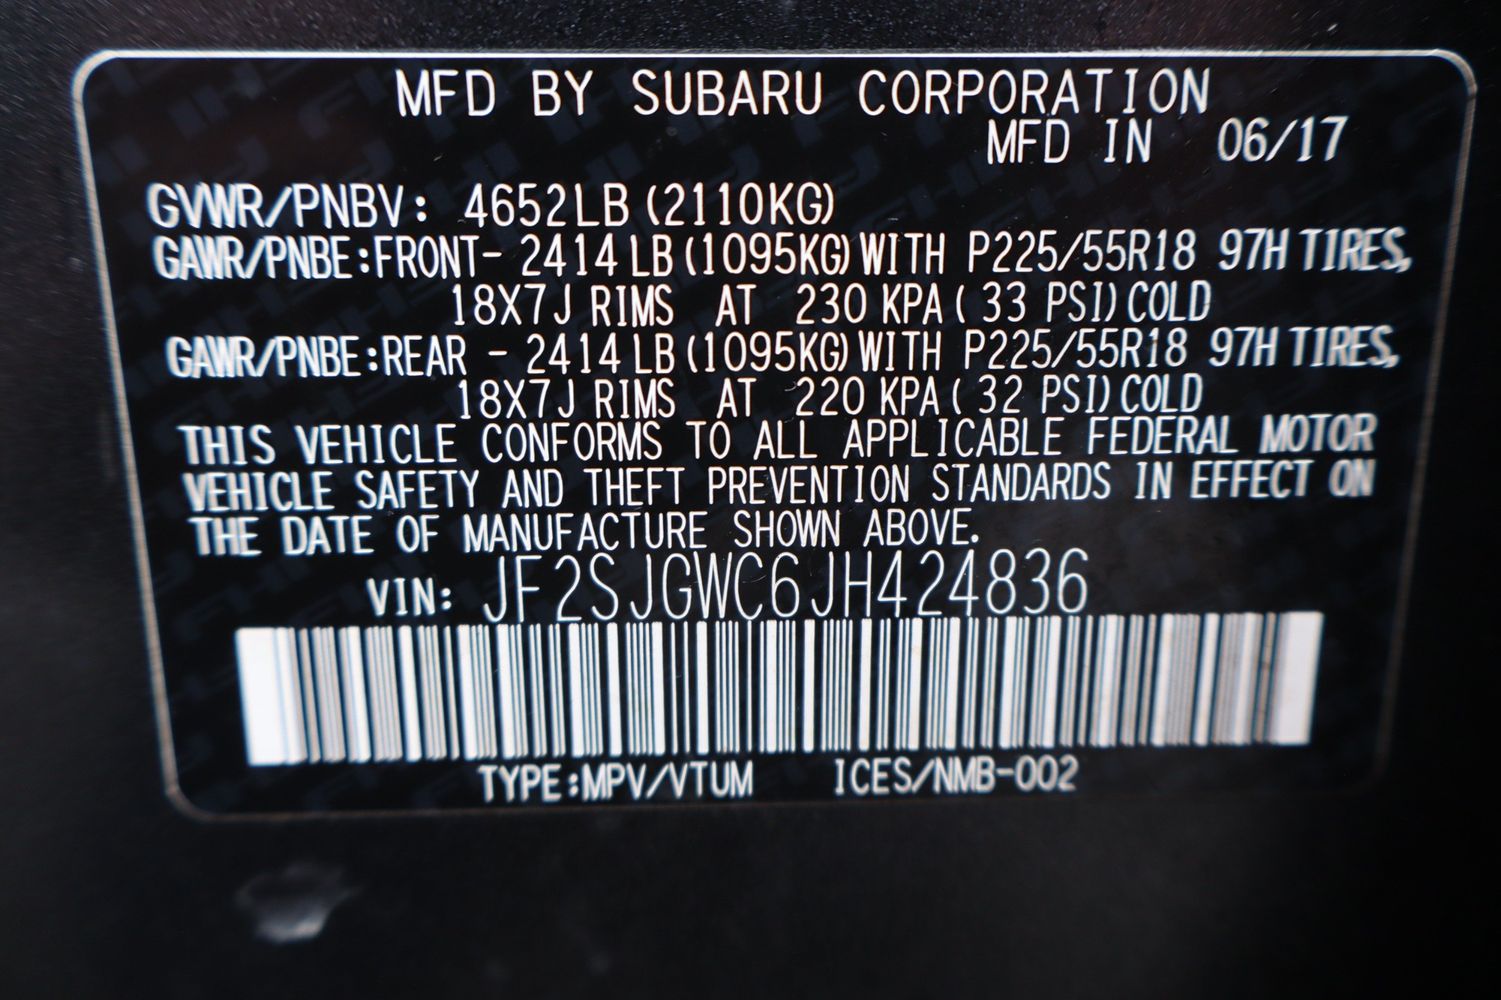 MFD BY SUBARU CORPORATION
MFD IN 06/17
GVWR/PNBV: 4652LB (2110KG)
GAWR/PNBE:FRONT- 2414LB (1095KG) WITH P225/55R18 97H TIRES,
18X7J RIMS AT 230 KPA ( 33 PSI) COLD
GAWR/PNBE:REAR - 2414LB (1095KG) WITH P225/55R18 97H TIRES,
18X7J RIMS AT 220 KPA ( 32 PSI) COLD
THIS VEHICLE CONFORMS TO ALL APPLICABLE FEDERAL MOTOR
VEHICLE SAFETY AND THEFT PREVENTION STANDARDS IN EFFECT ON
THE DATE OF MANUFACTURE SHOWN ABOVE.
VIN: JF2SJGWC6JH424836
TYPE:MPV/VTUM ICES/NMB-002